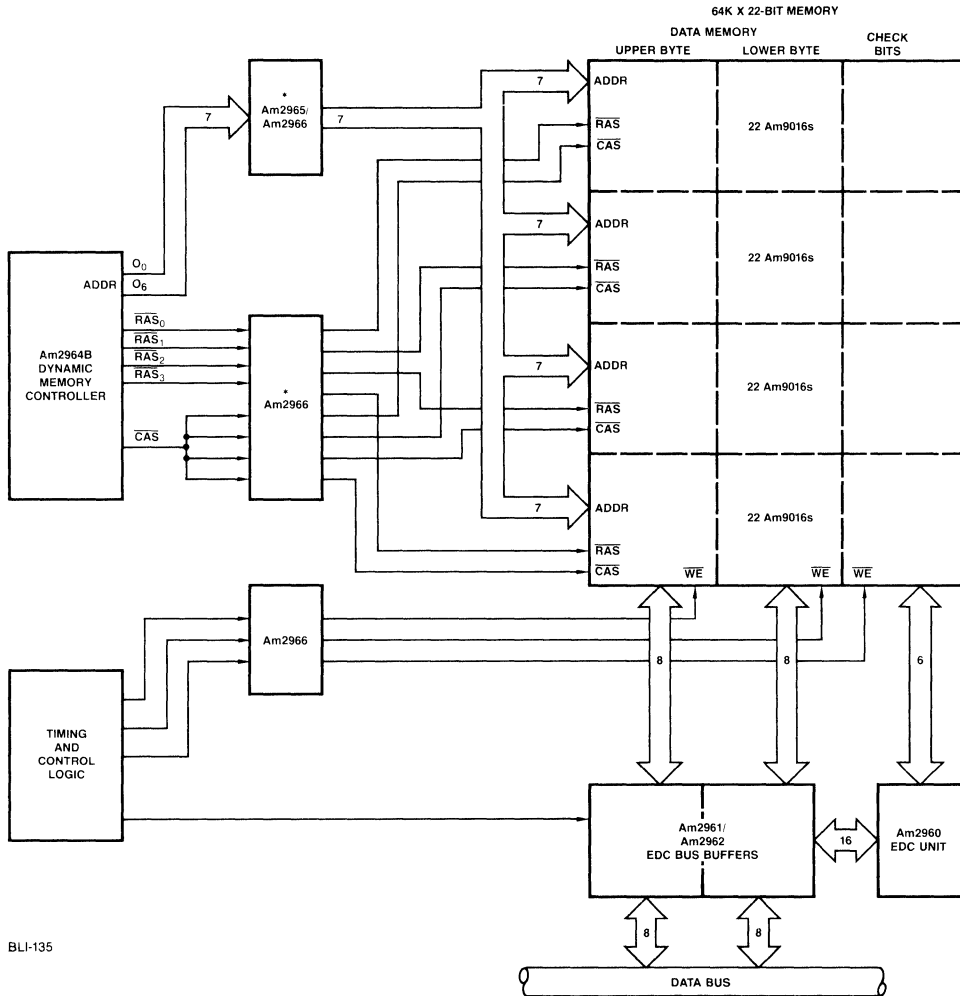 64K X 22-BIT MEMORY
DATA MEMORY
UPPER BYTE
LOWER BYTE
CHECK
BITS
*
Am2965/
Am2966
7
7
7
ADDR
RAS
CAS
22 Am9016s
7
ADDR
RAS
CAS
22 Am9016s
7
ADDR
RAS
CAS
22 Am9016s
7
ADDR
RAS
CAS
22 Am9016s
WE
WE
WE
ADDR
O0
O6
RAS0
RAS1
RAS2
RAS3
CAS
Am2964B
DYNAMIC
MEMORY
CONTROLLER
*
Am2966
Am2966
TIMING
AND
CONTROL
LOGIC
8
8
6
Am2961/
Am2962
EDC BUS BUFFERS
16
Am2960
EDC UNIT
8
8
DATA BUS
BLI-135